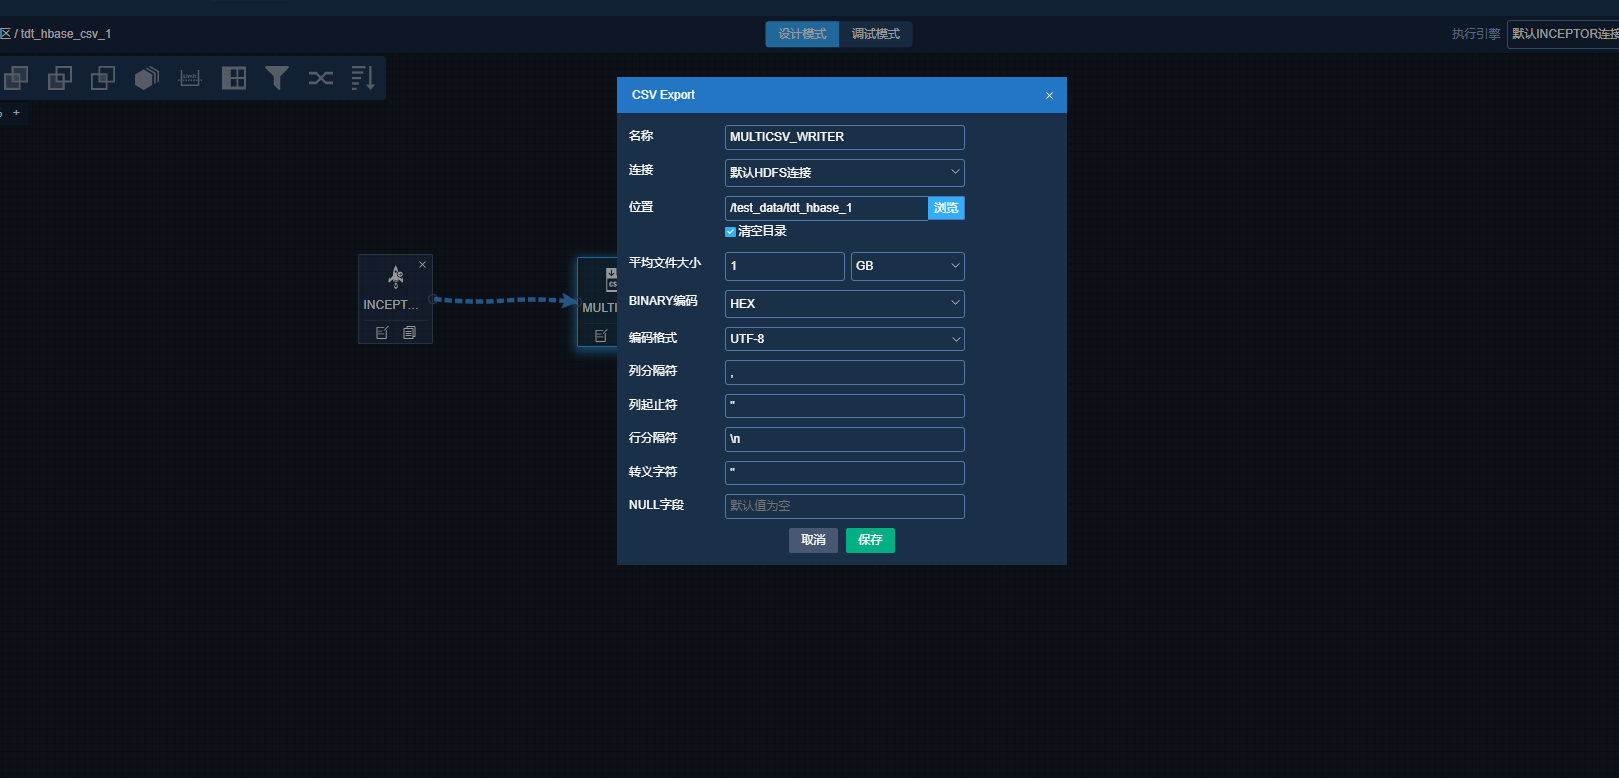 区 / tdt_hbase_csv_1
设计模式
调试模式
执行引擎
默认INCEPTOR连接
+
CSV Export
×
名称
MULTICSV_WRITER
连接
默认HDFS连接
位置
/test_data/tdt_hbase_1
浏览
清空目录
平均文件大小
1
GB
BINARY编码
HEX
编码格式
UTF-8
列分隔符
,
列起止符
"
行分隔符
\n
转义字符
"
NULL字段
默认值为空
取消
保存
INCEPT...
MULTI
CS